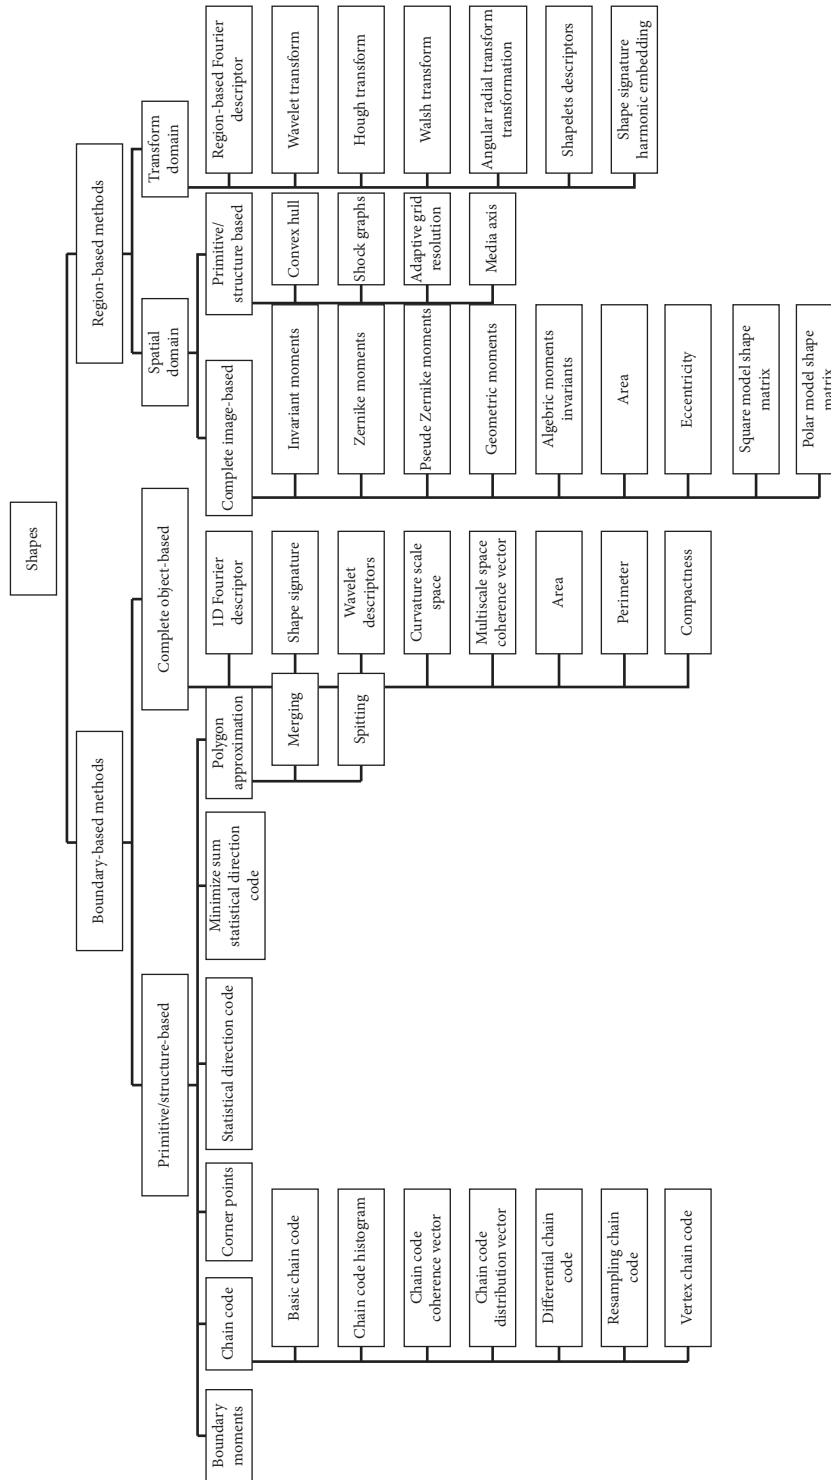 Shapes
Boundary-based methods
Region-based methods
Primitive/structure-based
Complete object-based
Spatial
domain
Transform
domain
Boundary
moments
Chain code
Corner points
Statistical direction code
Minimize sum
statistical direction
code
Polygon
approximation
Basic chain code
Chain code histogram
Chain code
coherence vector
Chain code
distribution vector
Differential chain
code
Resampling chain
code
Vertex chain code
Merging
Spitting
1D Fourier
descriptor
Shape signature
Wavelet
descriptors
Curvature scale
space
Multiscale space
coherence vector
Area
Perimeter
Compactness
Complete image-based
Invariant moments
Zernike moments
Pseude Zernike moments
Geometric moments
Algebric moments
invariants
Area
Eccentricity
Square model shape
matrix
Polar model shape
matrix
Primitive/
structure based
Convex hull
Shock graphs
Adaptive grid
resolution
Media axis
Region-based Fourier
descriptor
Wavelet transform
Hough transform
Walsh transform
Angular radial transform
transformation
Shapelets descriptors
Shape signature
harmonic embedding